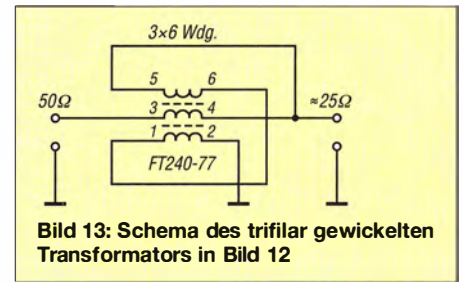 3×6 Wdg.
5 6
50Ω 3 4 ≈25Ω
1 2
FT240-77
Bild 13: Schema des trifilar gewickelten
Transformators in Bild 12